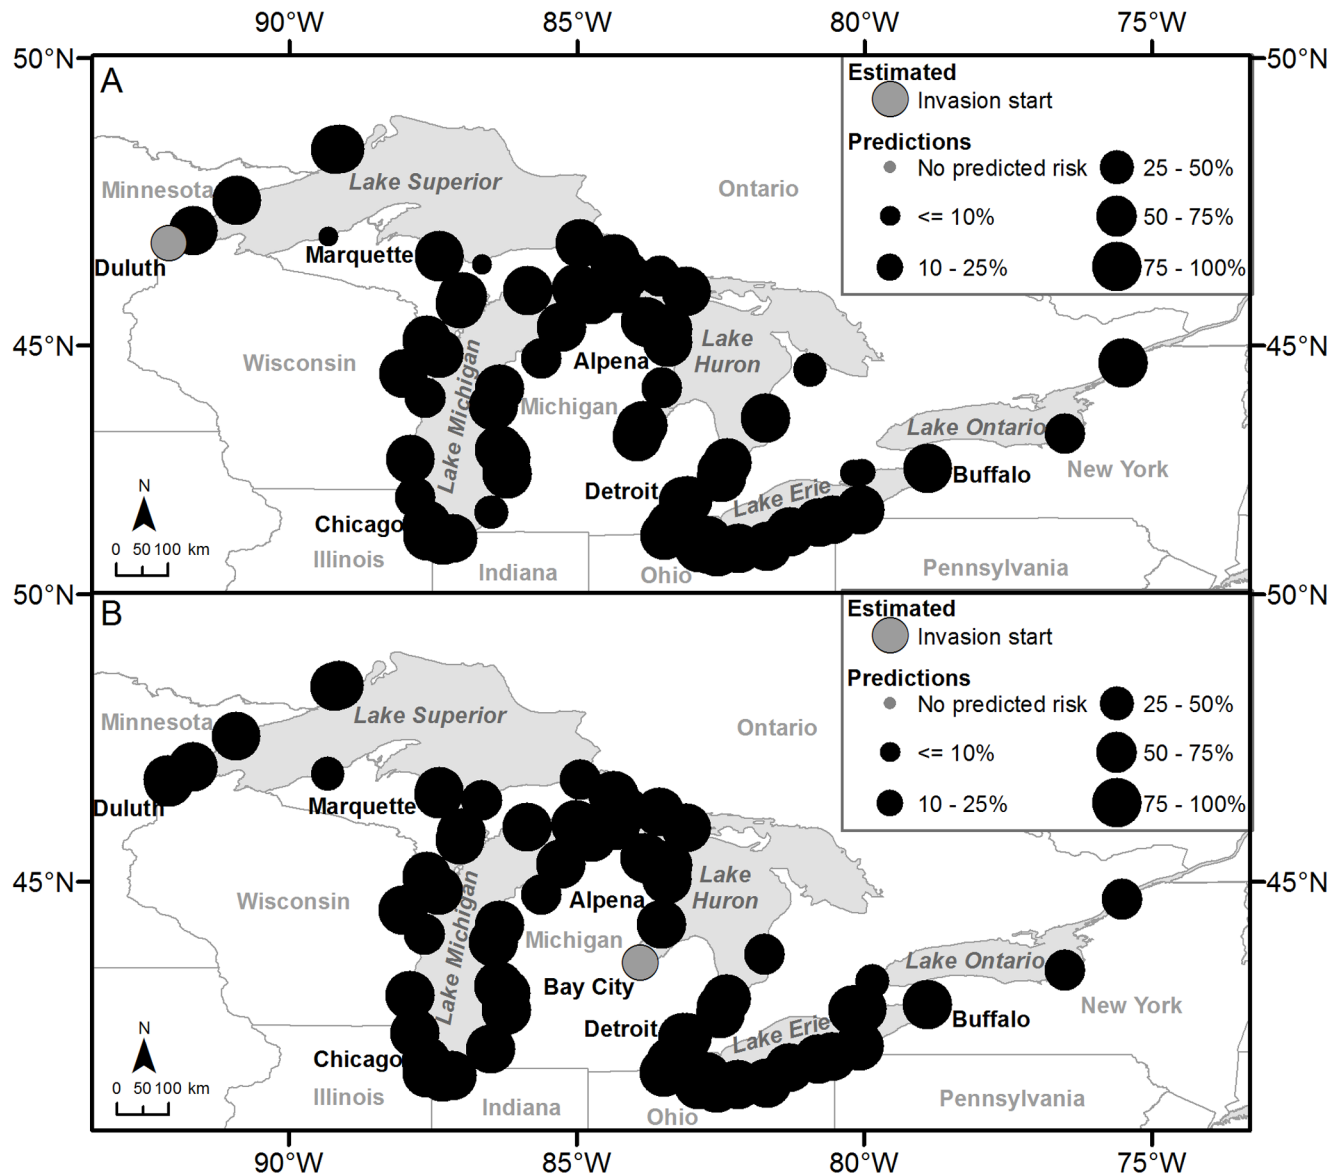 90°W 85°W 80°W 75°W
50°N 50°N
A
Estimated
Invasion start
Predictions
No predicted risk 25 - 50%
<= 10% 50 - 75%
10 - 25% 75 - 100%
Minnesota
Lake Superior
Ontario
Duluth
Marquette
45°N 45°N
Wisconsin
Lake Michigan
Alpena
Lake
Huron
Michigan
Lake Ontario
New York
Buffalo
Detroit
Lake Erie
N
Chicago
0 50 100 km
Illinois
Indiana
Ohio
Pennsylvania
50°N 50°N
B
Estimated
Invasion start
Predictions
No predicted risk 25 - 50%
<= 10% 50 - 75%
10 - 25% 75 - 100%
Minnesota
Lake Superior
Ontario
Duluth
Marquette
45°N 45°N
Wisconsin
Lake Michigan
Alpena
Lake
Huron
Michigan
Bay City
Lake Ontario
New York
Buffalo
Detroit
Lake Erie
N
Chicago
0 50 100 km
Illinois
Indiana
Ohio
Pennsylvania
90°W 85°W 80°W 75°W